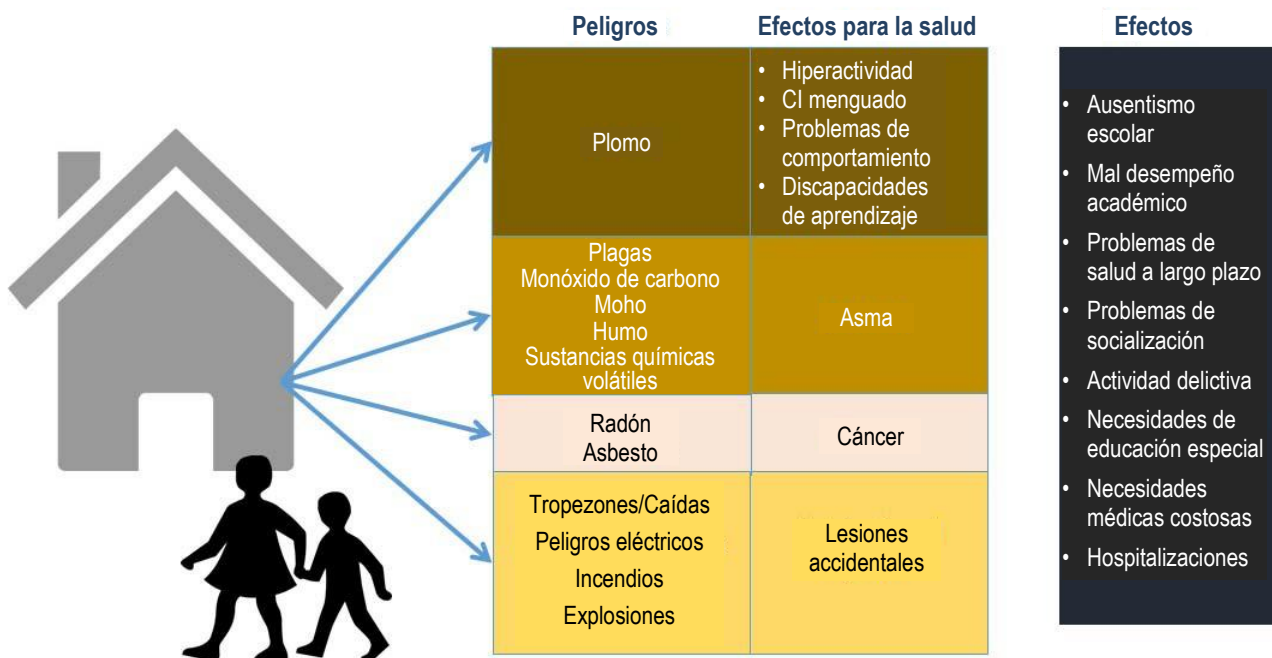 Peligros
Efectos para la salud
Efectos
Plomo
• Hiperactividad
• CI menguado
• Problemas de
comportamiento
• Discapacidades
de aprendizaje
Plagas
Monóxido de carbono
Moho
Humo
Sustancias químicas
volátiles
Asma
Radón
Asbesto
Cáncer
Tropezones/Caídas
Peligros eléctricos
Incendios
Explosiones
Lesiones
accidentales
• Ausentismo
escolar
• Mal desempeño
académico
• Problemas de
salud a largo plazo
• Problemas de
socialización
• Actividad delictiva
• Necesidades de
educación especial
• Necesidades
médicas costosas
• Hospitalizaciones